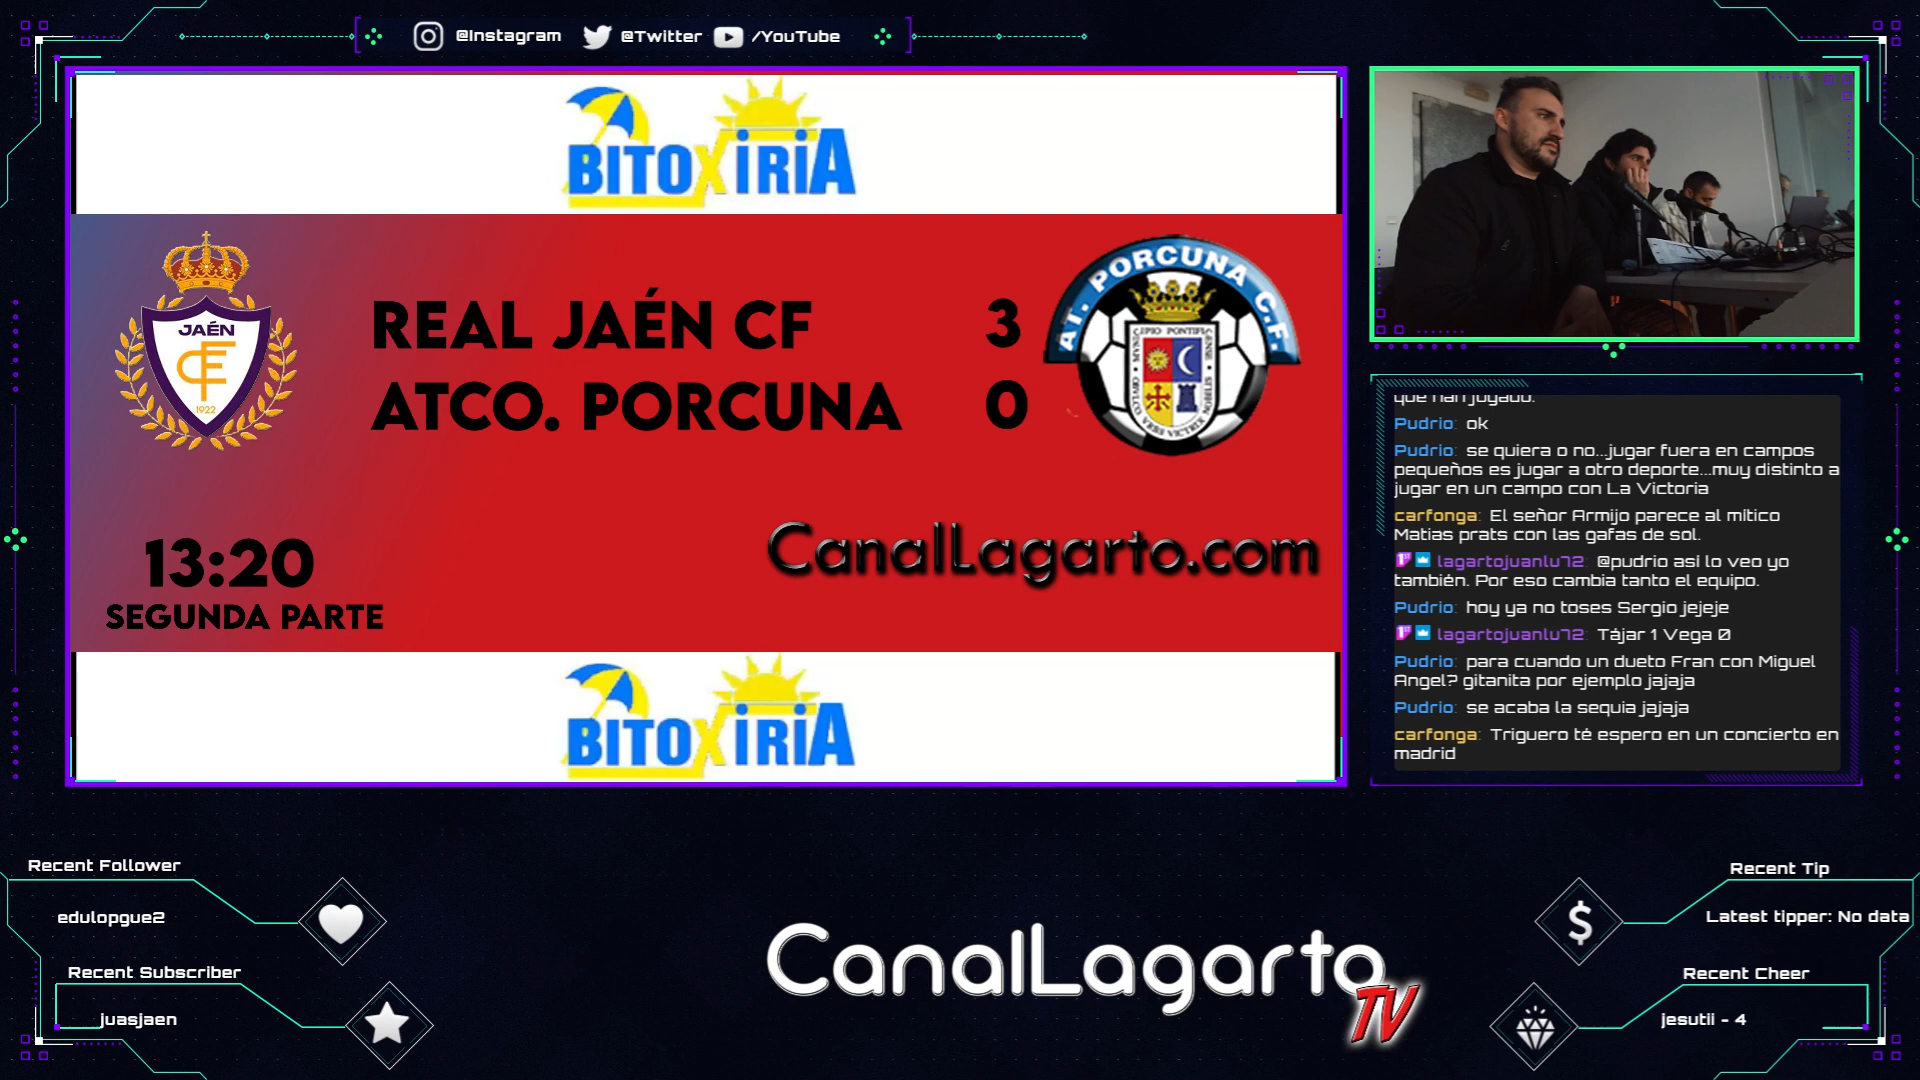 @Instagram @Twitter /YouTube
BITOXIRIA
JAÉN
CF
1922
REAL JAÉN CF 3
ATCO. PORCUNA 0
AT. PORCUNA C.F.
13:20
SEGUNDA PARTE
CanalLagarto.com
BITOXIRIA
que han jugado.
Pudrio: ok
Pudrio: se quiera o no...jugar fuera en campos
pequeños es jugar a otro deporte...muy distinto a
jugar en un campo con La Victoria
carfonga: El señor Armijo parece al mítico
Matias prats con las gafas de sol.
lagartojuanlu72: @pudrio asi lo veo yo
también. Por eso cambia tanto el equipo.
Pudrio: hoy ya no toses Sergio jejeje
lagartojuanlu72: Tájar 1 Vega 0
Pudrio: para cuando un dueto Fran con Miguel
Angel? gitanita por ejemplo jajaja
Pudrio: se acaba la sequia jajaja
carfonga: Triguero té espero en un concierto en
madrid
Recent Follower
edulopgue2
Recent Subscriber
juasjaen
CanalLagarto
TV
Recent Tip
Latest tipper: No data
Recent Cheer
jesutii - 4